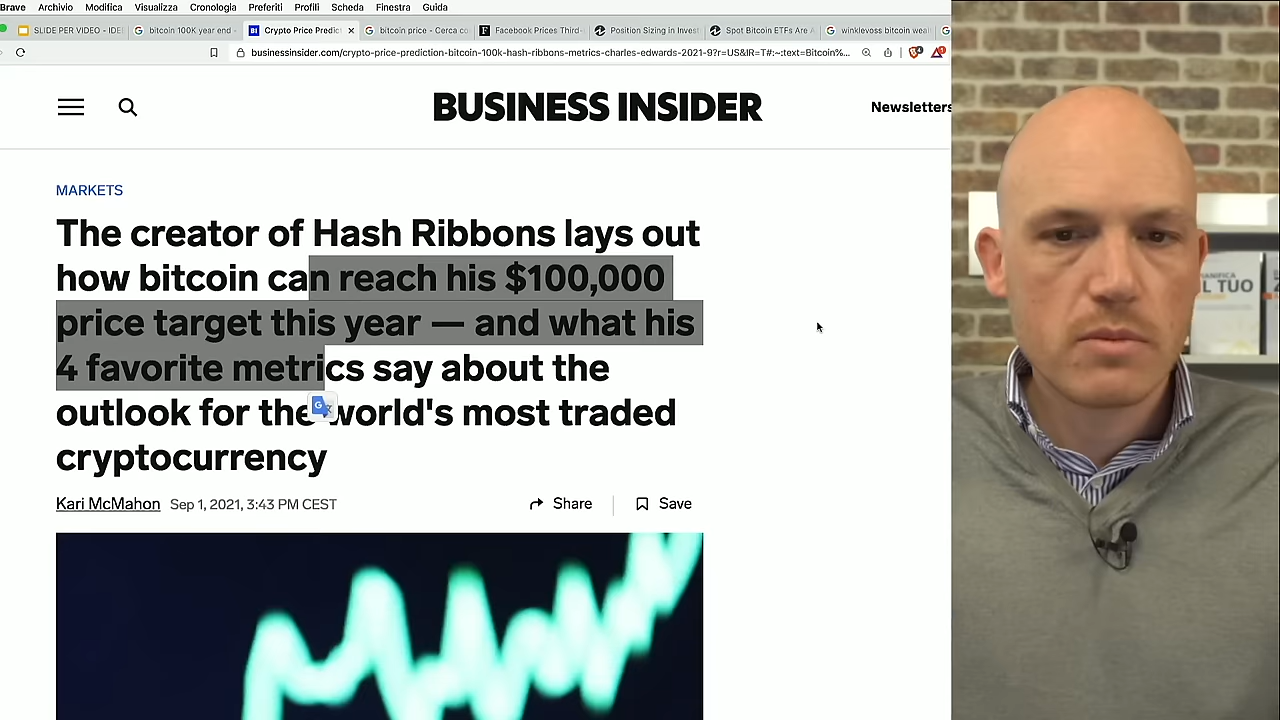 Brave Archivio Modifica Visualizza Cronologia Preferiti Profili Scheda Finestra Guida
SLIDE PER VIDEO - IDE
bitcoin 100K year end
Crypto Price Predic
bitcoin price - Cerca co
Facebook Prices Third
Position Sizing in Invest
Spot Bitcoin ETFs Are A
winklevoss bitcoin weal
businessinsider.com/crypto-price-prediction-bitcoin-100k-hash-ribbons-metrics-charles-edwards-2021-9?r=US&IR=T#:~:text=Bitcoin%...
BUSINESS INSIDER
Newsletters
MARKETS
The creator of Hash Ribbons lays out
how bitcoin can reach his $100,000
price target this year — and what his
4 favorite metrics say about the
outlook for the world's most traded
cryptocurrency
Kari McMahon Sep 1, 2021, 3:43 PM CEST
Share
Save
L TUO